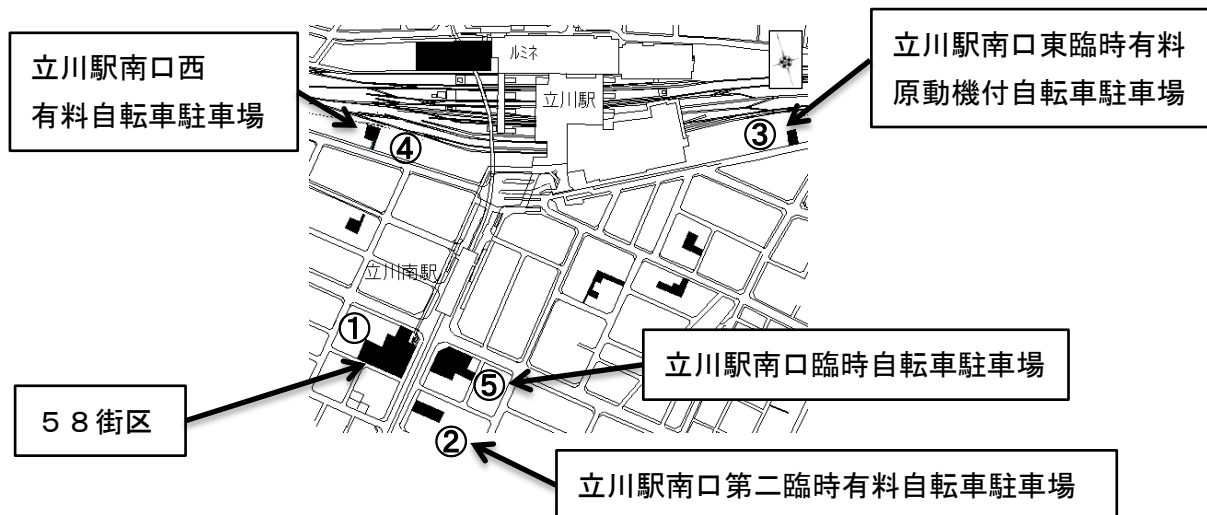 立川駅南口西
有料自転車駐車場
ルミネ
立川駅
立川駅南口東臨時有料
原動機付自転車駐車場
③
④
立川南駅
①
立川駅南口臨時自転車駐車場
⑤
５８街区
②
立川駅南口第二臨時有料自転車駐車場